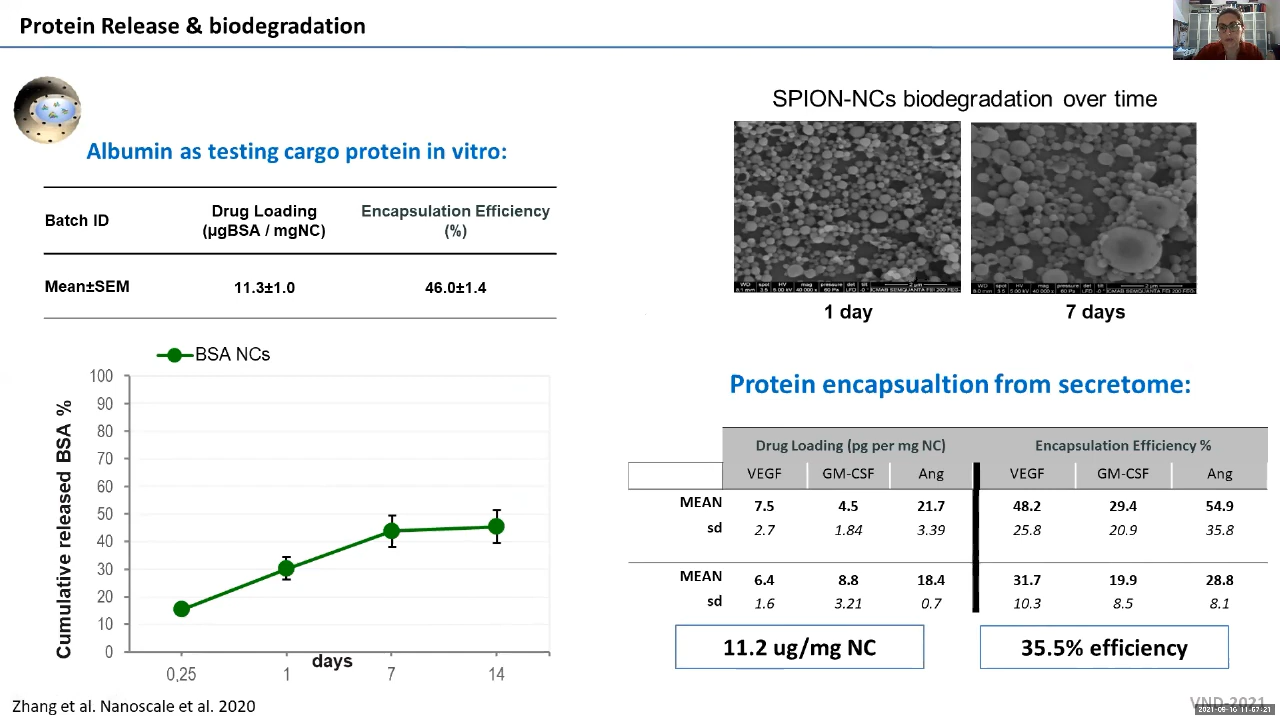 Protein Release & biodegradation
Albumin as testing cargo protein in vitro:
Batch ID
Drug Loading
(µgBSA / mgNC)
Encapsulation Efficiency
(%)
Mean±SEM 11.3±1.0 46.0±1.4
BSA NCs
Cumulative released BSA %
100
90
80
70
60
50
40
30
20
10
0
0,25 1 7 14
days
Zhang et al. Nanoscale et al. 2020
SPION-NCs biodegradation over time
1 day
7 days
Protein encapsualtion from secretome:
Drug Loading (pg per mg NC) Encapsulation Efficiency %
VEGF GM-CSF Ang VEGF GM-CSF Ang
MEAN 7.5 4.5 21.7 48.2 29.4 54.9
sd 2.7 1.84 3.39 25.8 20.9 35.8
MEAN 6.4 8.8 18.4 31.7 19.9 28.8
sd 1.6 3.21 0.7 10.3 8.5 8.1
11.2 ug/mg NC
35.5% efficiency
VND-2021